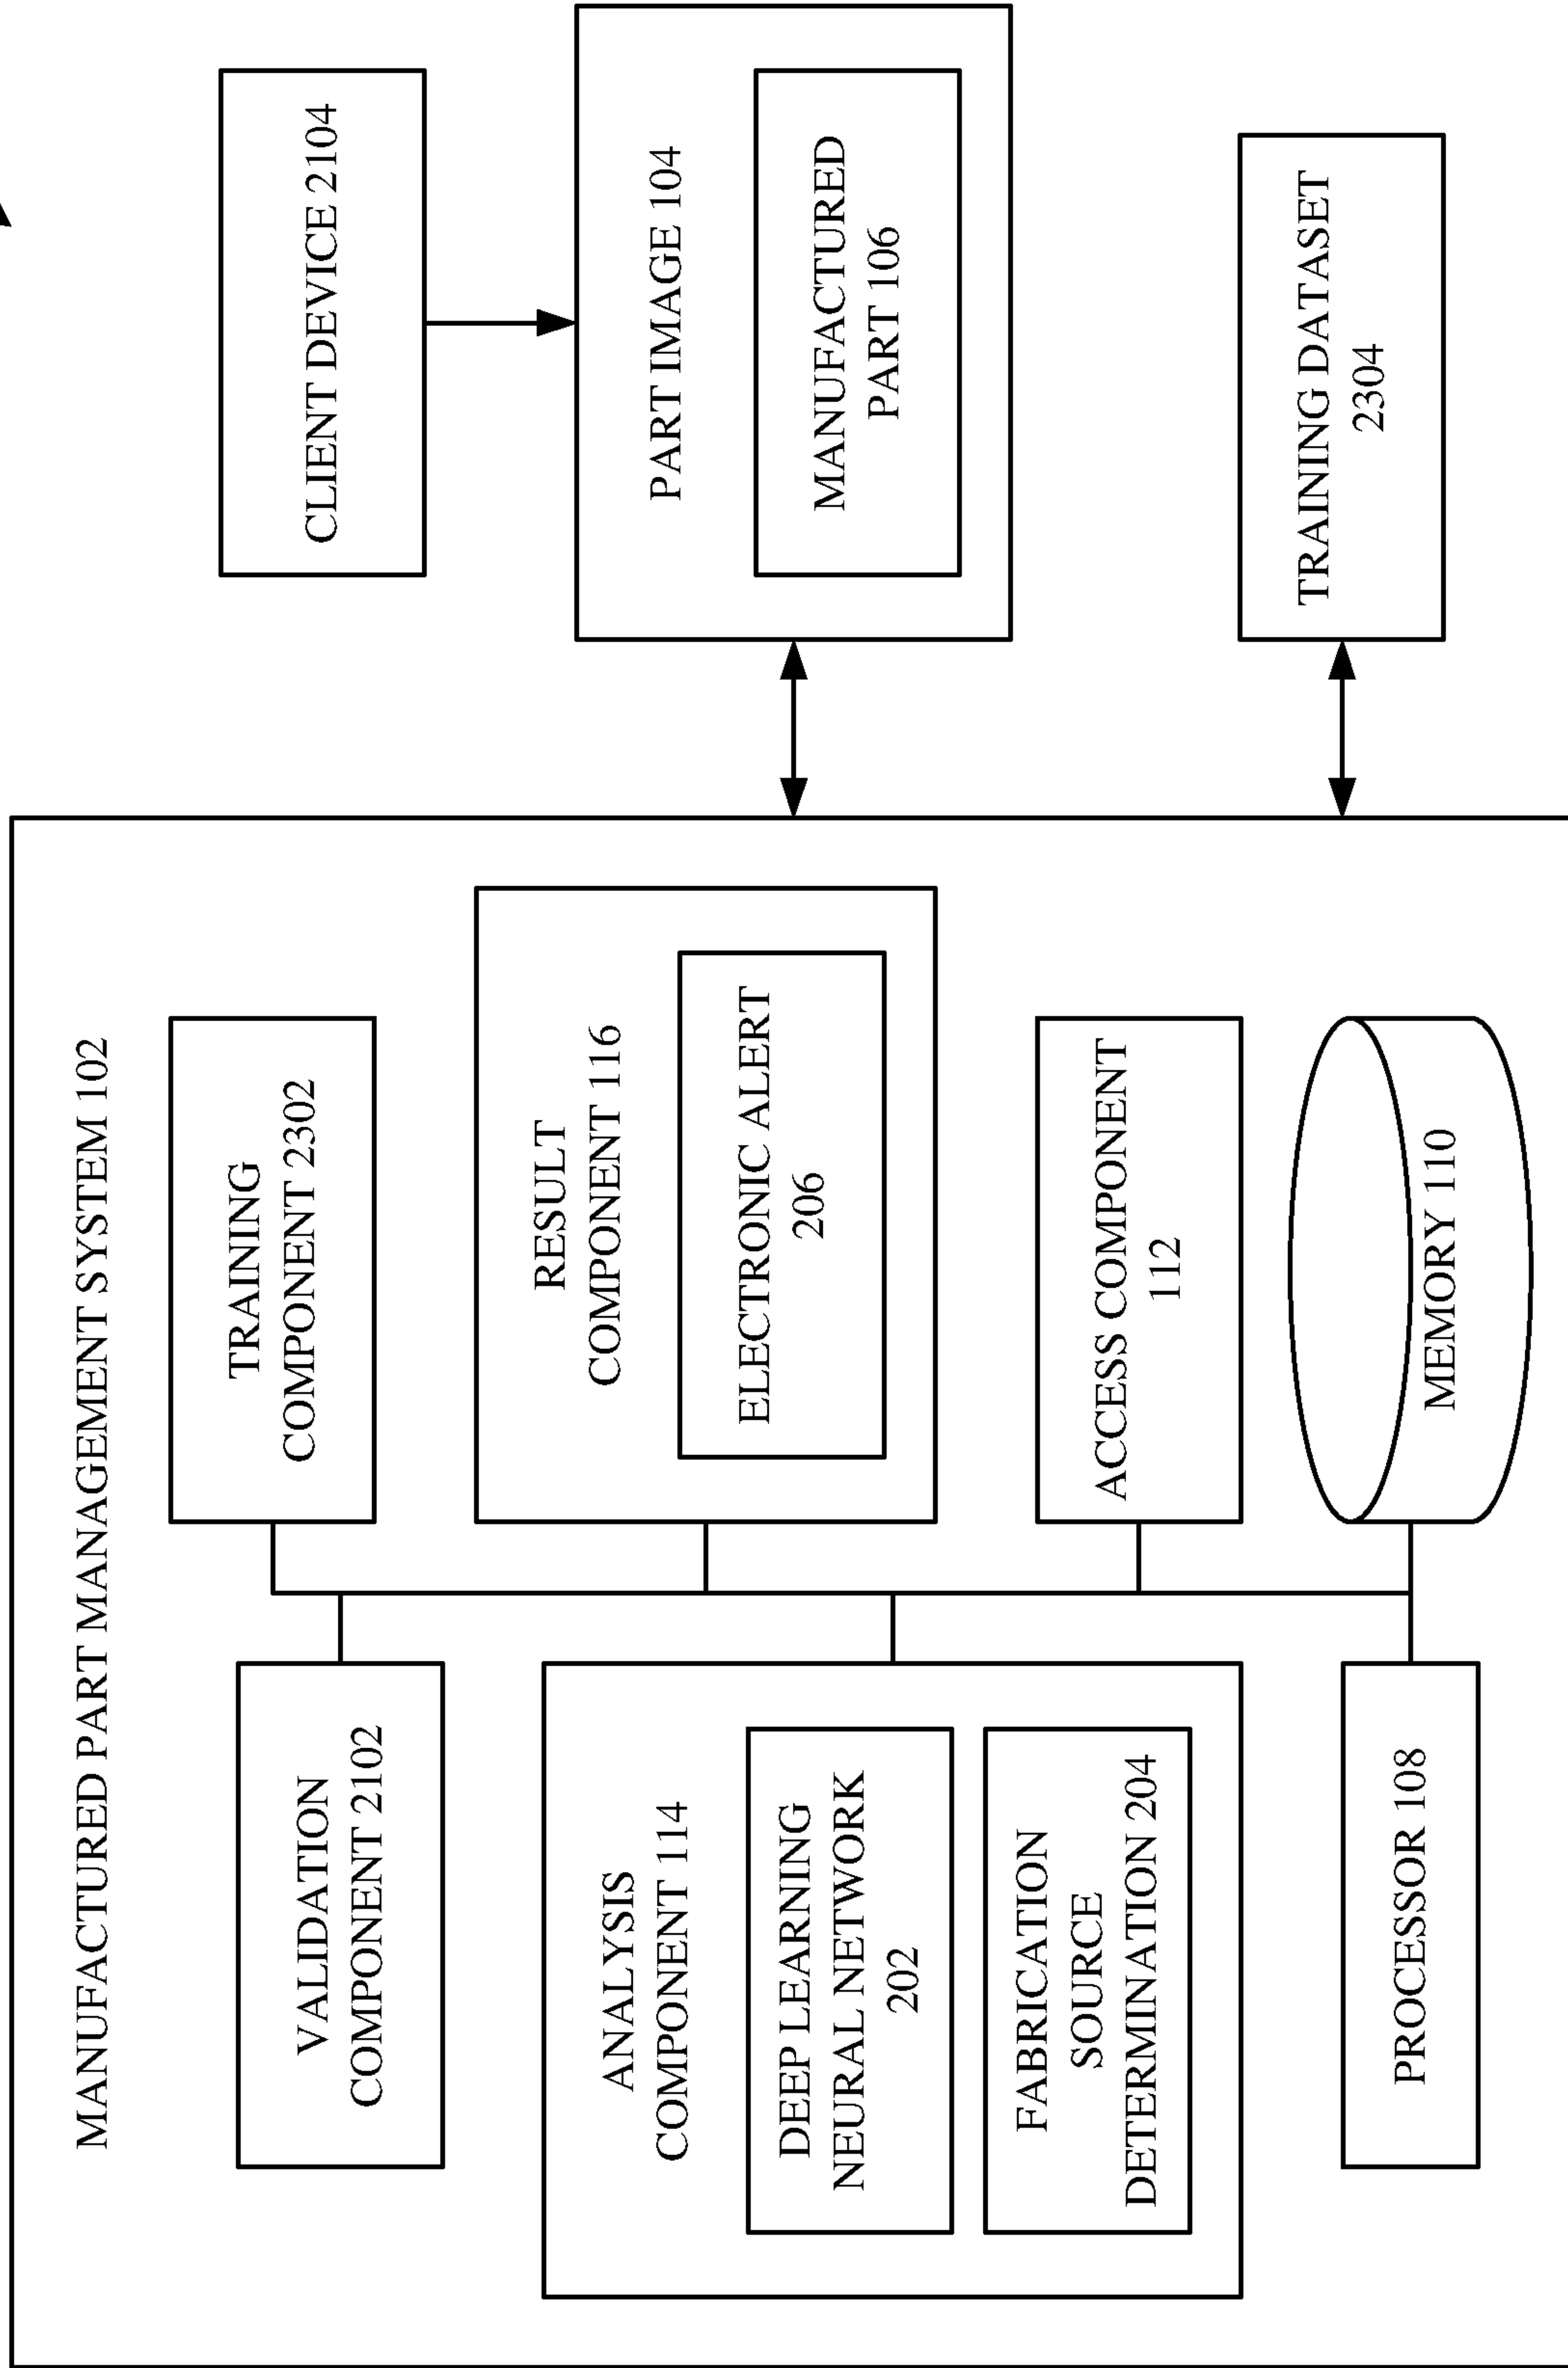 MANUFACTURED PART MANAGEMENT SYSTEM 102
VALIDATION
COMPONENT 2102
TRAINING
COMPONENT 2302
ANALYSIS
COMPONENT 114
DEEP LEARNING
NEURAL NETWORK
202
FABRICATION
SOURCE
DETERMINATION 204
RESULT
COMPONENT 116
ELECTRONIC ALERT
206
ACCESS COMPONENT
112
PROCESSOR 108
MEMORY 110
CLIENT DEVICE 2104
PART IMAGE 104
MANUFACTURED
PART 106
TRAINING DATASET
2304